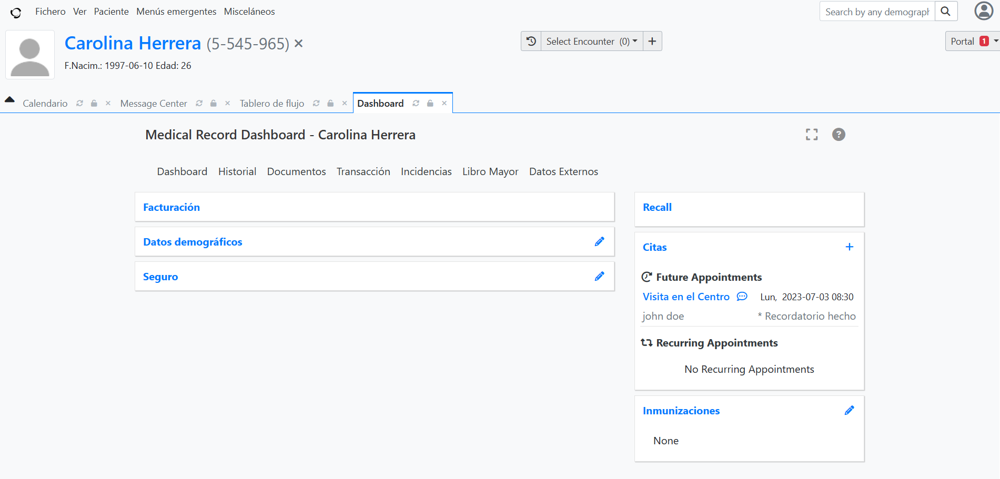 Fichero Ver Paciente Menús emergentes Misceláneos
Search by any demograph
Carolina Herrera (5-545-965)
F.Nacim.: 1997-06-10 Edad: 26
Select Encounter (0)
Portal 1
Calendario Message Center Tablero de flujo Dashboard
Medical Record Dashboard - Carolina Herrera
Dashboard Historial Documentos Transacción Incidencias Libro Mayor Datos Externos
Facturación
Datos demográficos
Seguro
Recall
Citas
Future Appointments
Visita en el Centro Lun, 2023-07-03 08:30
john doe * Recordatorio hecho
Recurring Appointments
No Recurring Appointments
Inmunizaciones
None